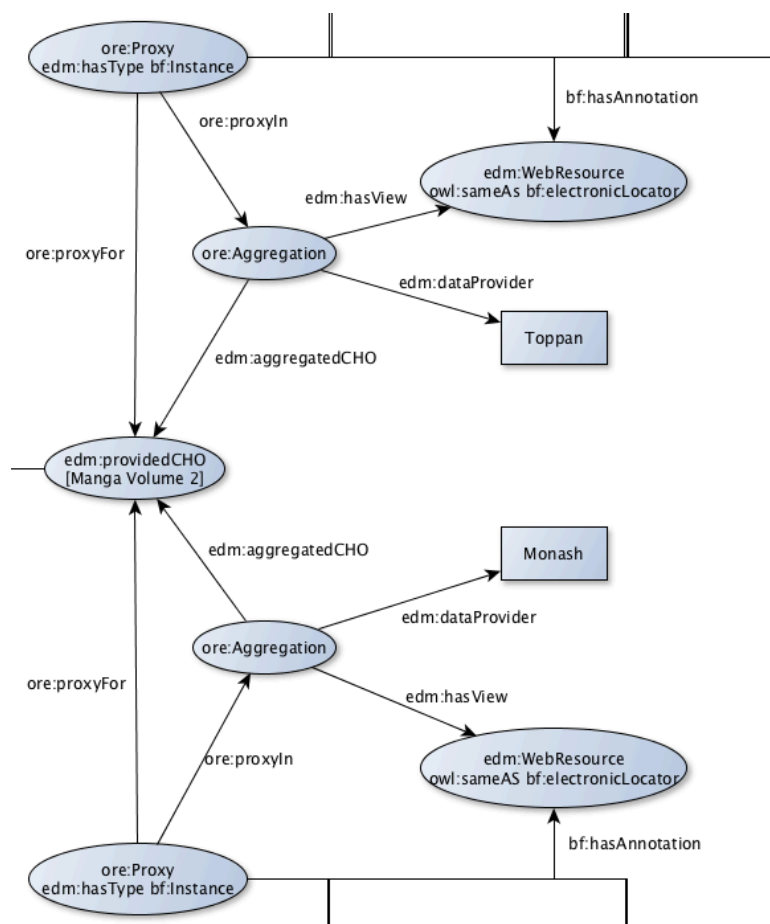 ore:Proxy
edm:hasType bf:Instance
bf:hasAnnotation
ore:proxyIn
edm:WebResource
owl:sameAs bf:electronicLocator
edm:hasView
ore:proxyFor
ore:Aggregation
edm:dataProvider
Toppan
edm:aggregatedCHO
edm:providedCHO
[Manga Volume 2]
edm:aggregatedCHO
Monash
edm:dataProvider
ore:Aggregation
ore:proxyFor
edm:hasView
ore:proxyIn
edm:WebResource
owl:sameAS bf:electronicLocator
bf:hasAnnotation
ore:Proxy
edm:hasType bf:Instance